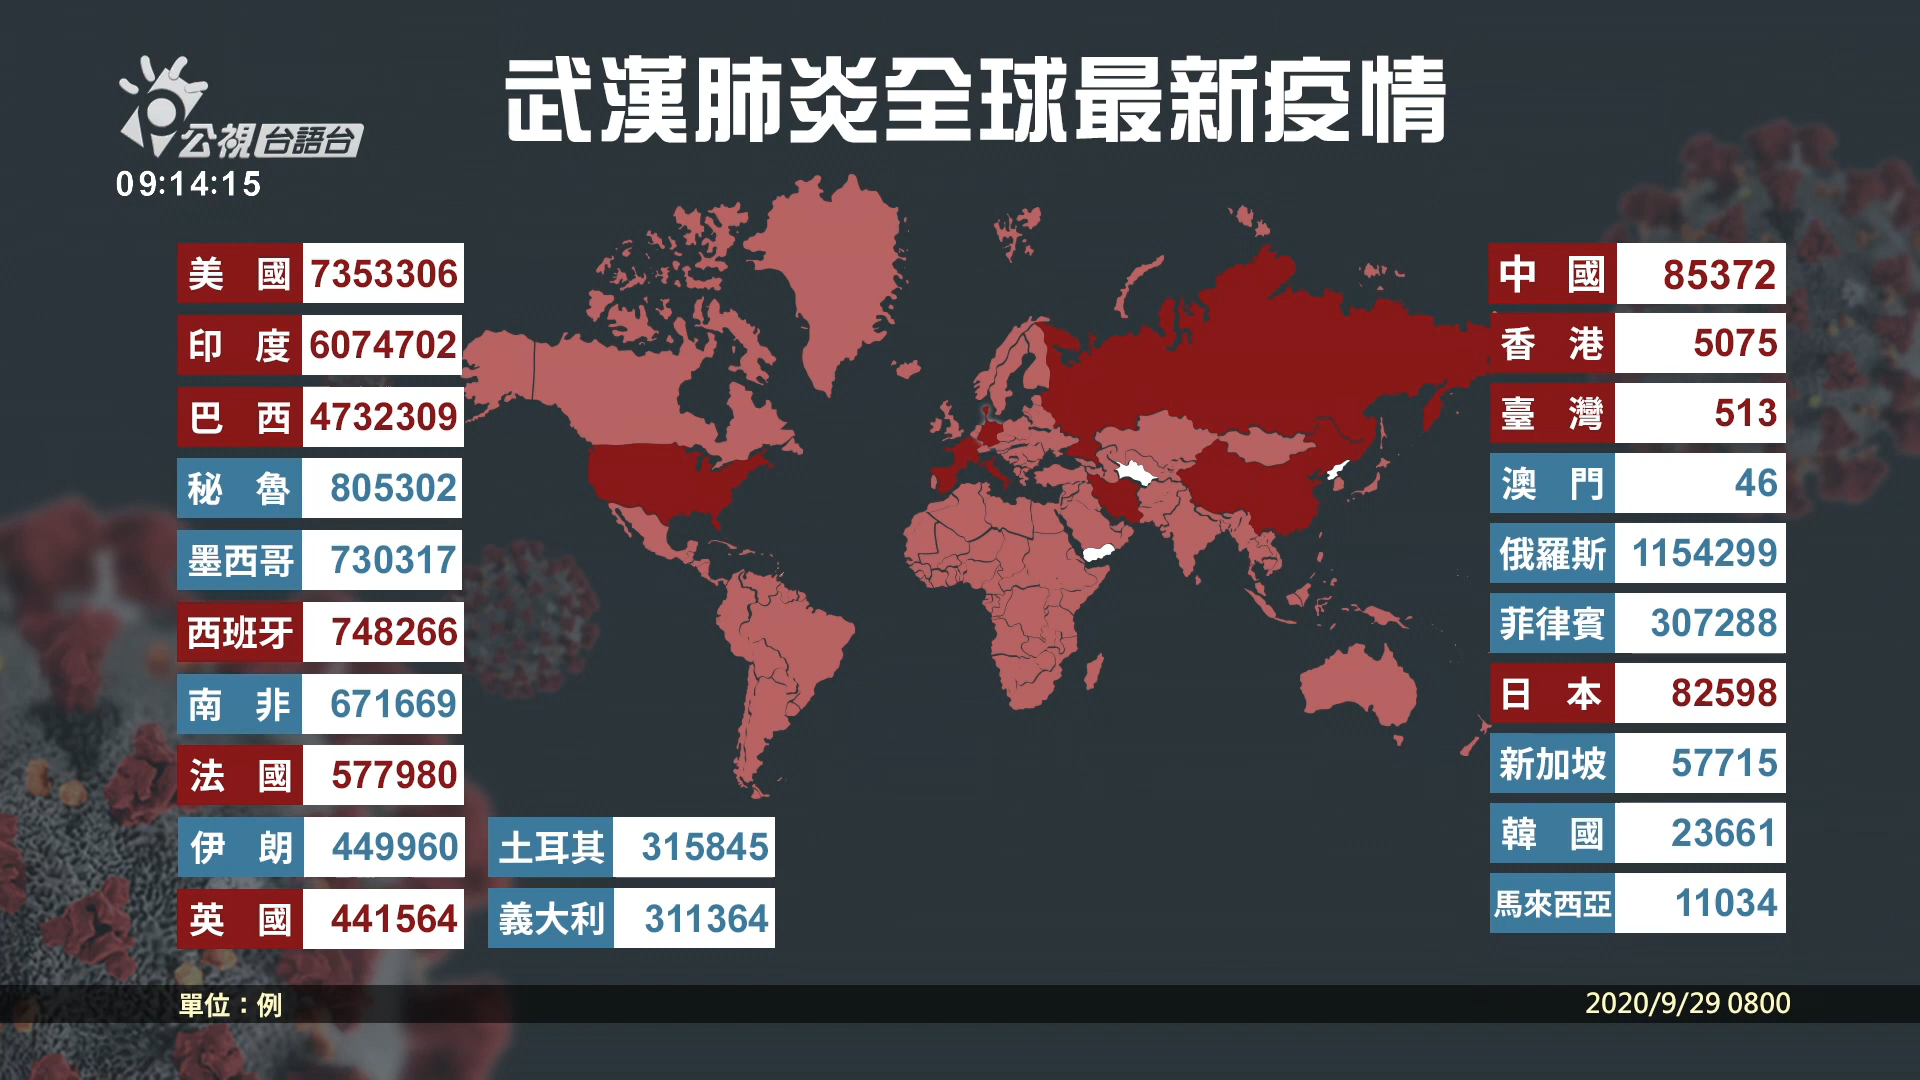 武漢肺炎全球最新疫情
公視台語台
09:14:15
美國 7353306
印度 6074702
巴西 4732309
秘魯 805302
墨西哥 730317
西班牙 748266
南非 671669
法國 577980
伊朗 449960
英國 441564
土耳其 315845
義大利 311364
中國 85372
香港 5075
臺灣 513
澳門 46
俄羅斯 1154299
菲律賓 307288
日本 82598
新加坡 57715
韓國 23661
馬來西亞 11034
單位：例
2020/9/29 0800